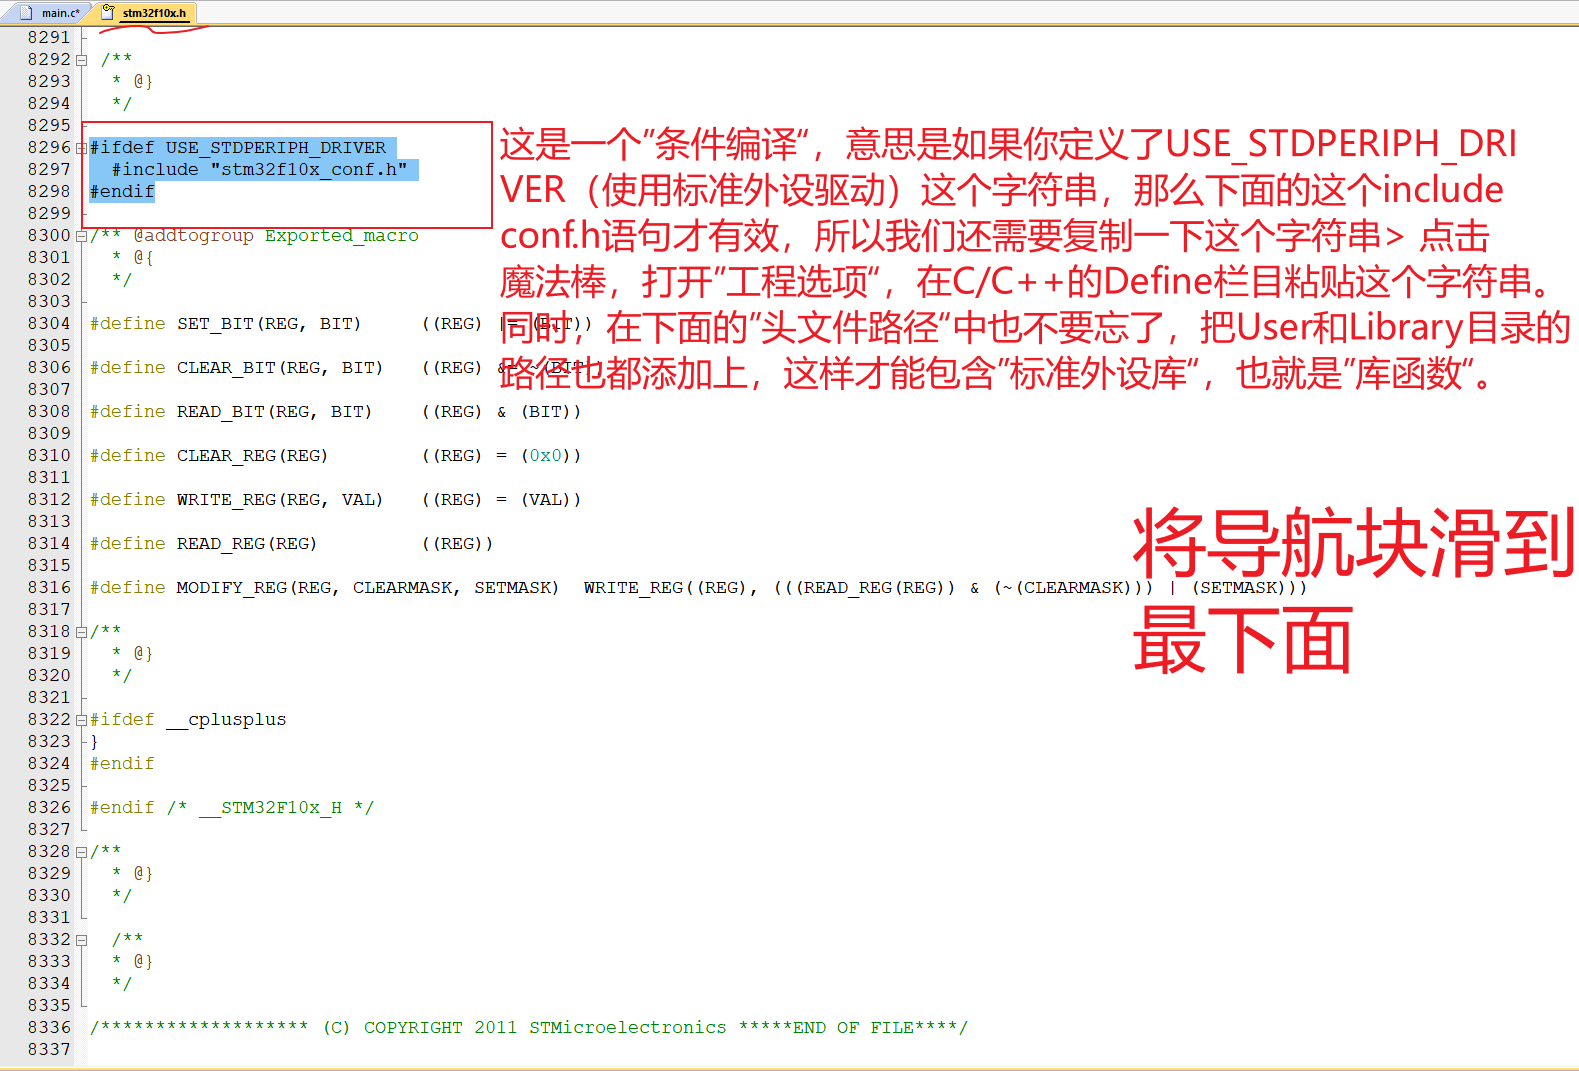 main.c*
stm32f10x.h
8291
8292 /**
8293 * @}
8294 */
8295
8296 #ifdef USE_STDPERIPH_DRIVER
8297 #include "stm32f10x_conf.h"
8298 #endif
8299
这是一个”条件编译“，意思是如果你定义了USE_STDPERIPH_DRI
VER（使用标准外设驱动）这个字符串，那么下面的这个include
conf.h语句才有效，所以我们还需要复制一下这个字符串> 点击
魔法棒，打开”工程选项“，在C/C++的Define栏目粘贴这个字符串。
同时，在下面的”头文件路径“中也不要忘了，把User和Library目录的
路径也都添加上，这样才能包含”标准外设库“，也就是”库函数“。
8300 /** @addtogroup Exported_macro
8301 * @{
8302 */
8303
8304 #define SET_BIT(REG, BIT) ((REG) |= (BIT))
8305
8306 #define CLEAR_BIT(REG, BIT) ((REG) &= ~(BIT))
8307
8308 #define READ_BIT(REG, BIT) ((REG) & (BIT))
8309
8310 #define CLEAR_REG(REG) ((REG) = (0x0))
8311
8312 #define WRITE_REG(REG, VAL) ((REG) = (VAL))
8313
8314 #define READ_REG(REG) ((REG))
8315
8316 #define MODIFY_REG(REG, CLEARMASK, SETMASK) WRITE_REG((REG), (((READ_REG(REG)) & (~(CLEARMASK))) | (SETMASK)))
8317
将导航块滑到
最下面
8318 /**
8319 * @}
8320 */
8321
8322 #ifdef __cplusplus
8323 }
8324 #endif
8325
8326 #endif /* __STM32F10x_H */
8327
8328 /**
8329 * @}
8330 */
8331
8332 /**
8333 * @}
8334 */
8335
8336 /******************* (C) COPYRIGHT 2011 STMicroelectronics *****END OF FILE****/
8337